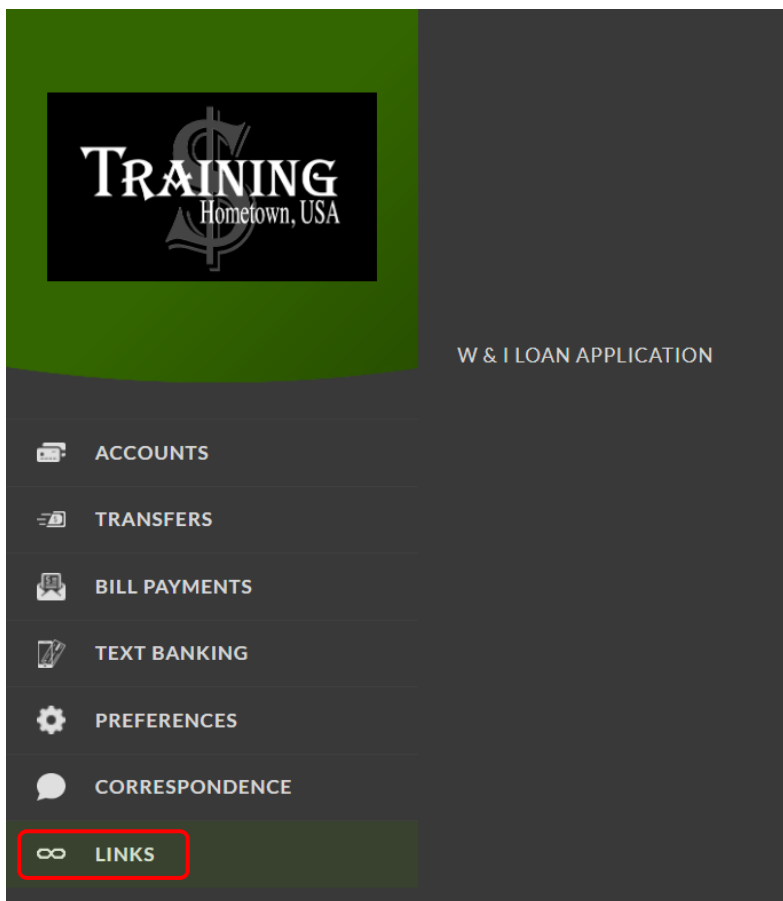 TRAINING
Hometown, USA
W & I LOAN APPLICATION
ACCOUNTS
TRANSFERS
BILL PAYMENTS
TEXT BANKING
PREFERENCES
CORRESPONDENCE
LINKS